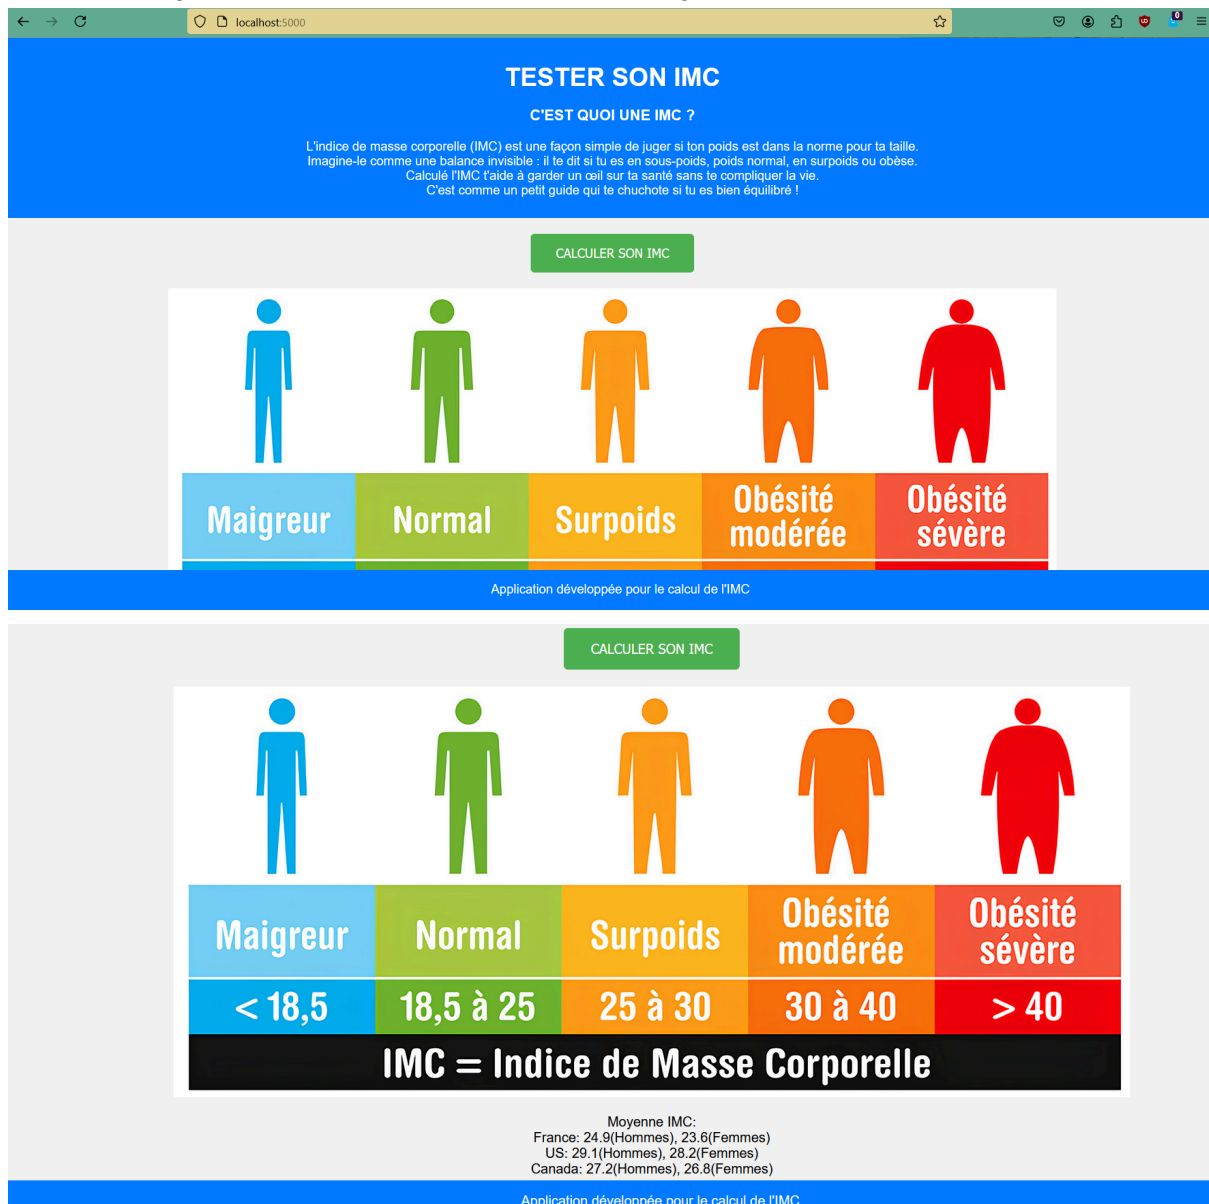 localhost:5000
0
TESTER SON IMC
C'EST QUOI UNE IMC ?
L'indice de masse corporelle (IMC) est une façon simple de juger si ton poids est dans la norme pour ta taille.
Imagine-le comme une balance invisible : il te dit si tu es en sous-poids, poids normal, en surpoids ou obèse.
Calculé l'IMC t'aide à garder un œil sur ta santé sans te compliquer la vie.
C'est comme un petit guide qui te chuchote si tu es bien équilibré !
CALCULER SON IMC
Maigreur Normal Surpoids Obésité modérée Obésité sévère
Application développée pour le calcul de l'IMC
CALCULER SON IMC
Maigreur Normal Surpoids Obésité modérée Obésité sévère
< 18,5 18,5 à 25 25 à 30 30 à 40 > 40
IMC = Indice de Masse Corporelle
Moyenne IMC:
France: 24.9(Hommes), 23.6(Femmes)
US: 29.1(Hommes), 28.2(Femmes)
Canada: 27.2(Hommes), 26.8(Femmes)
Application développée pour le calcul de l'IMC